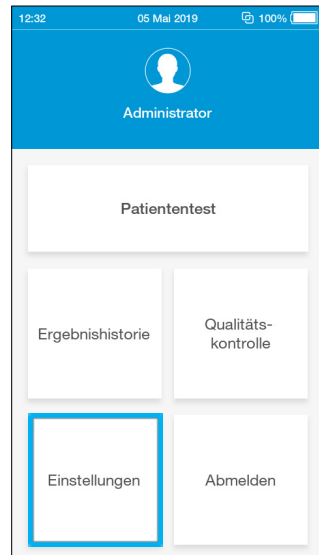 12:32 05 Mai 2019 100%
Administrator
Patiententest
Ergebnishistorie
Qualitäts-
kontrolle
Einstellungen
Abmelden